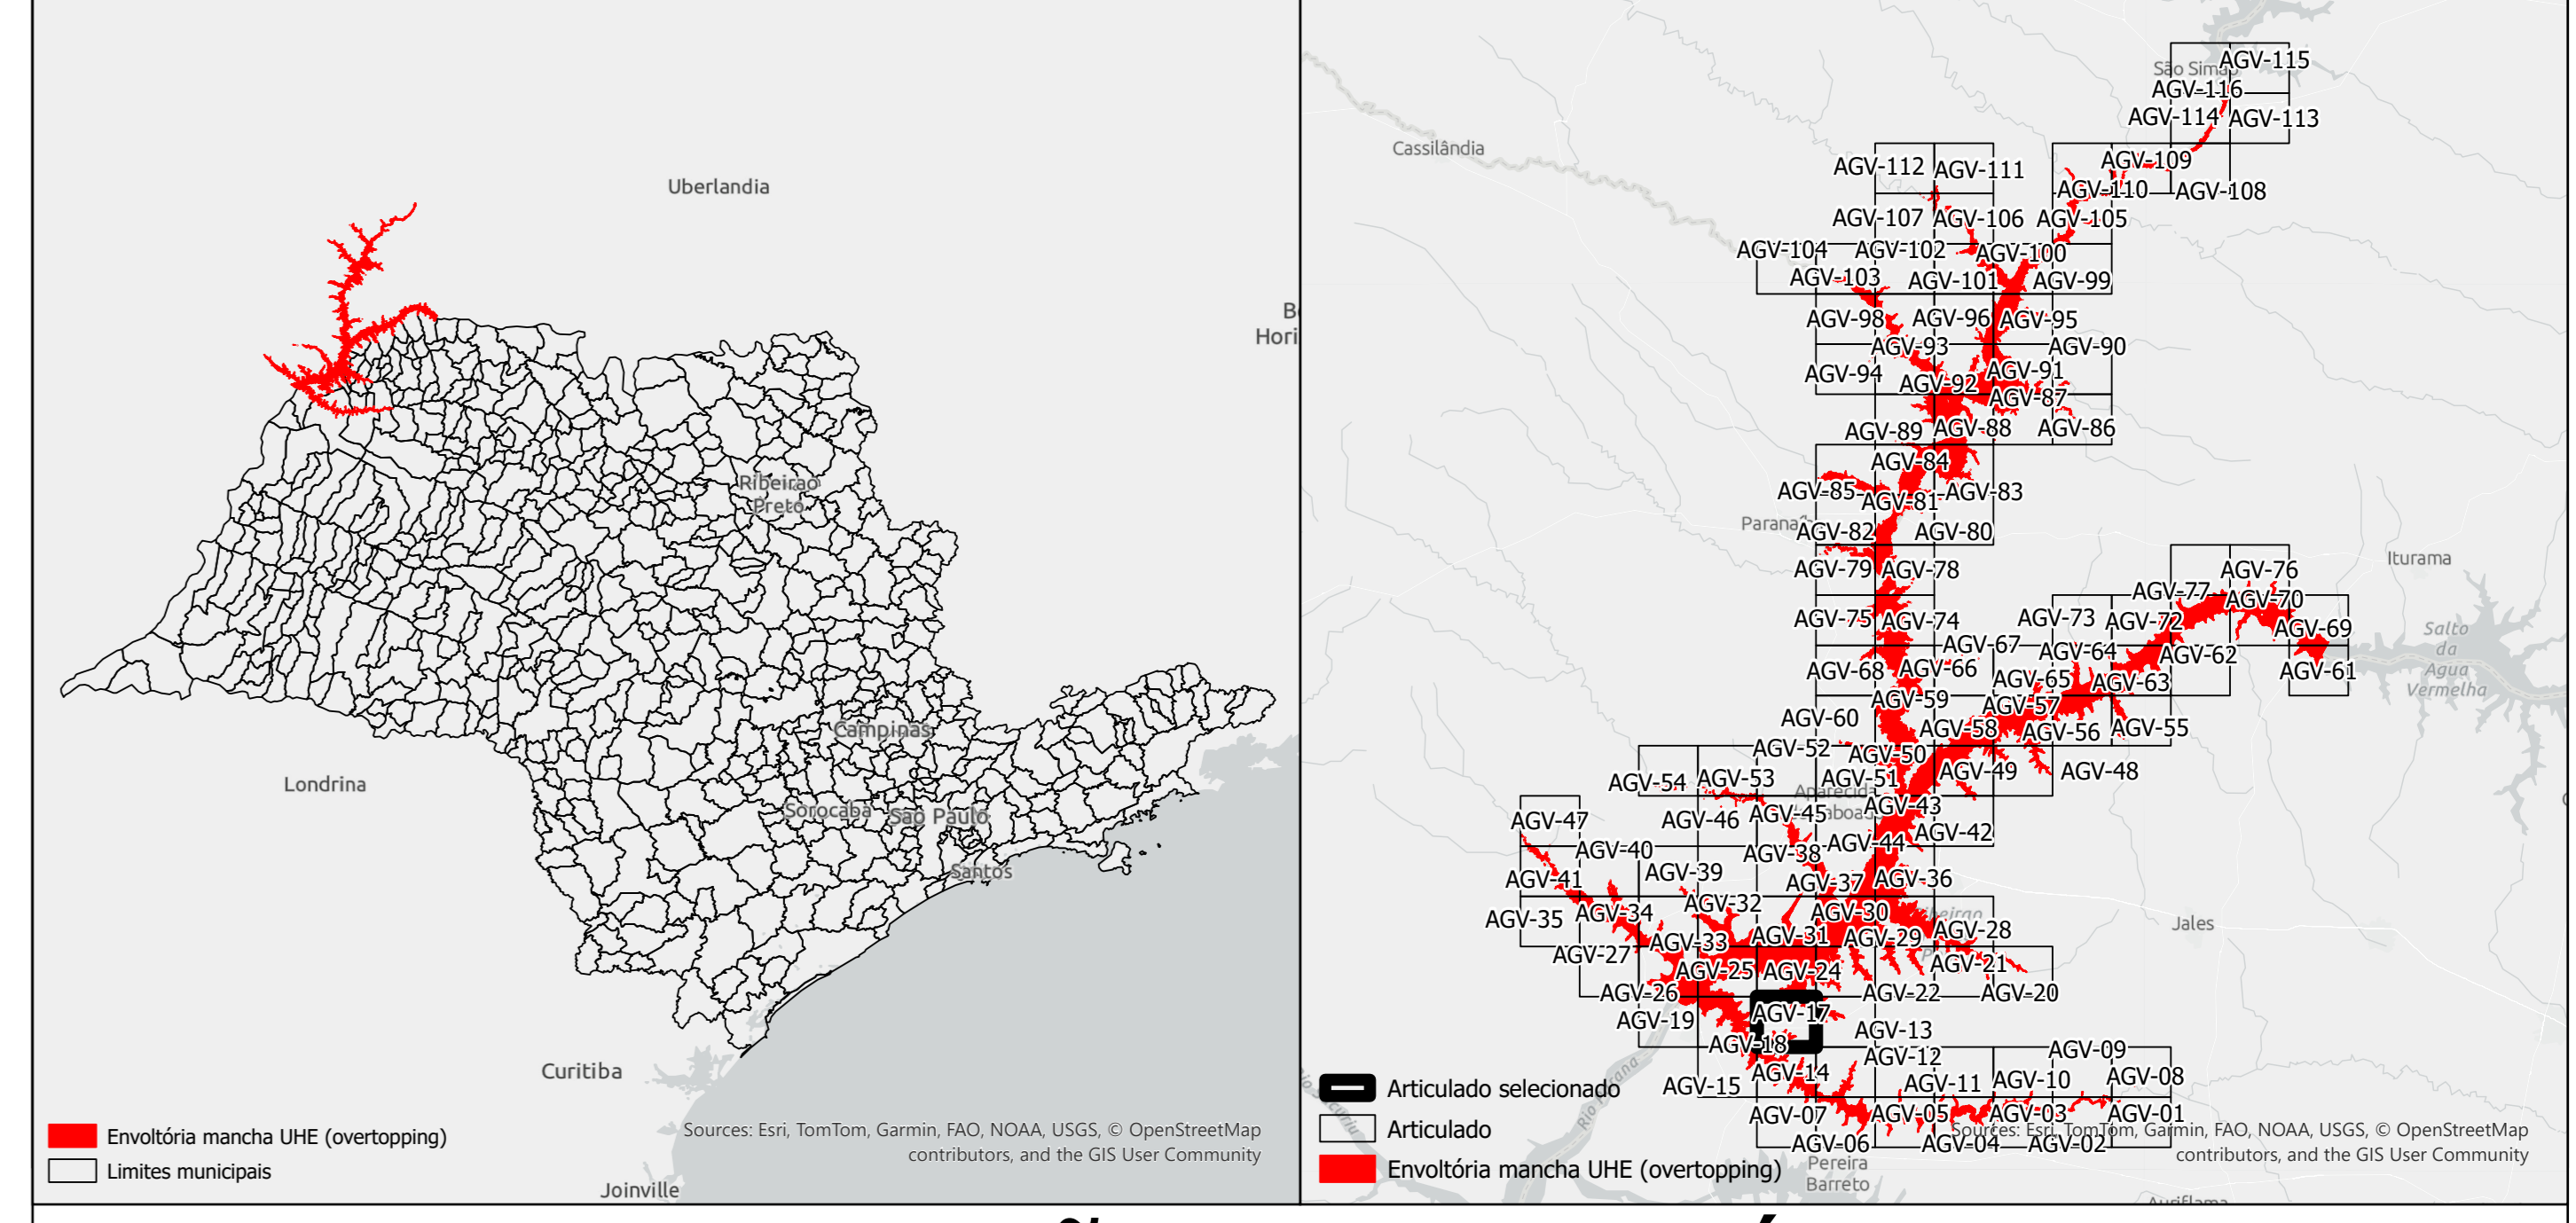 Uberlandia
Ribeirao
Preto
Campinas
Sorocaba
Sao Paulo
Santos
Londrina
Curitiba
Joinville
Hori
Envoltória mancha UHE (overtopping)
Limites municipais
Sources: Esri, TomTom, Garmin, FAO, NOAA, USGS, © OpenStreetMap
contributors, and the GIS User Community
AGV-115
AGV-116
AGV-114 AGV-113
Cassilândia
AGV-109
AGV-112 AGV-111
AGV-110 AGV-108
AGV-107 AGV-106 AGV-105
AGV-104 AGV-102 AGV-100
AGV-103 AGV-101 AGV-99
AGV-98 AGV-96 AGV-95
AGV-93 AGV-90
AGV-94 AGV-92 AGV-91
AGV-87
AGV-89 AGV-88 AGV-86
AGV-84
AGV-85 AGV-81 AGV-83
AGV-82 AGV-80
Iturama
AGV-79 AGV-78 AGV-76
AGV-77 AGV-70
AGV-75 AGV-74 AGV-73 AGV-72 AGV-69
Salto
da
Agua
Vermelha
AGV-67 AGV-64 AGV-62
AGV-68 AGV-66 AGV-65 AGV-63 AGV-61
AGV-59 AGV-57
AGV-60 AGV-58 AGV-56 AGV-55
AGV-52 AGV-50
AGV-54 AGV-53 AGV-51 AGV-49 AGV-48
AGV-47 AGV-46 AGV-45 AGV-43
AGV-42
AGV-40 AGV-38 AGV-44
AGV-41 AGV-39 AGV-37 AGV-36
AGV-35 AGV-34 AGV-32 AGV-30
Jales
AGV-33 AGV-31 AGV-29 AGV-28
AGV-27 AGV-25 AGV-24 AGV-21
AGV-26 AGV-22 AGV-20
AGV-19 AGV-17 AGV-13
AGV-18 AGV-12 AGV-09
AGV-15 AGV-14 AGV-11 AGV-10 AGV-08
AGV-07 AGV-05 AGV-03 AGV-01
AGV-06 AGV-04 AGV-02
Rio Parana
Pereira
Barreto
Articulado selecionado
Articulado
Envoltória mancha UHE (overtopping)
Sources: Esri, TomTom, Garmin, FAO, NOAA, USGS, © OpenStreetMap
contributors, and the GIS User Community